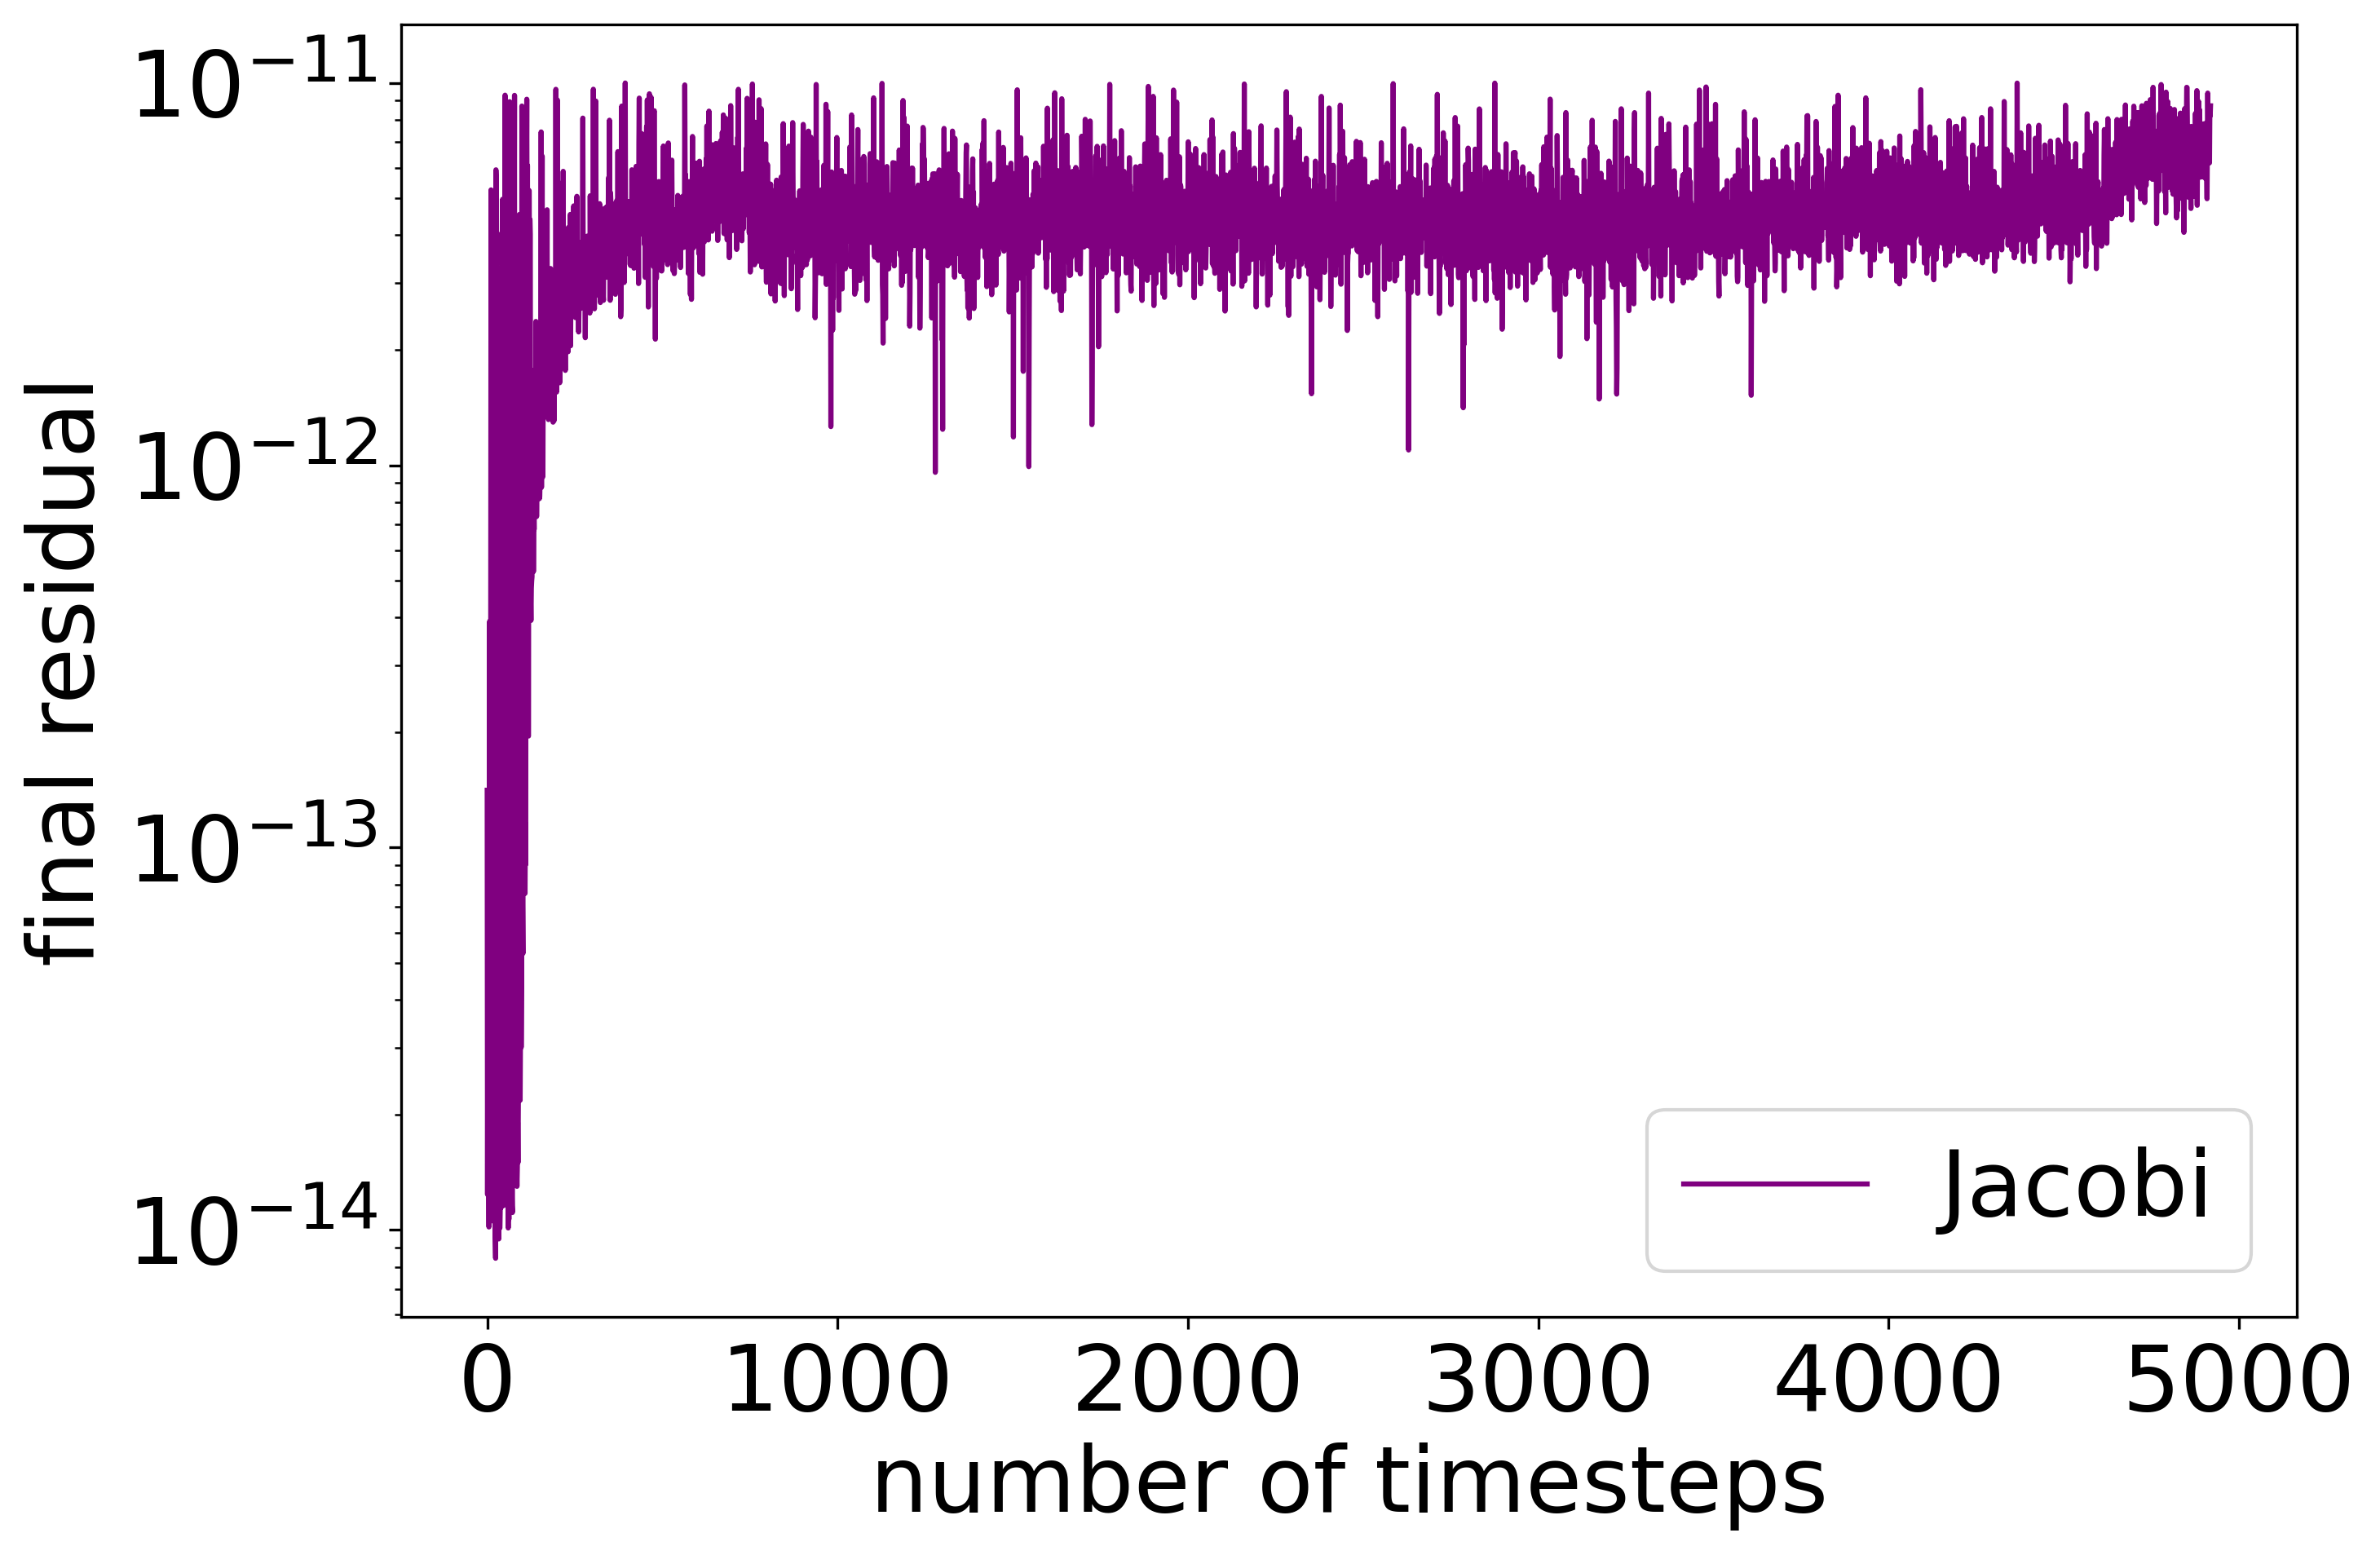 10⁻¹¹
10⁻¹²
10⁻¹³
10⁻¹⁴
final residual
Jacobi
0 1000 2000 3000 4000 5000
number of timesteps